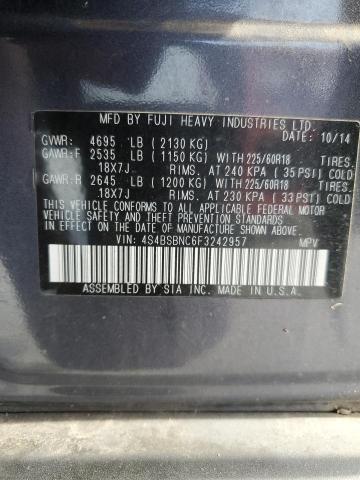 MFD BY FUJI HEAVY INDUSTRIES LTD.
DATE: 10/14
GVWR: 4695 LB (2130 KG)
GAWR:F 2535 LB (1150 KG) WITH 225/60R18 TIRES,
18X7J RIMS, AT 240 KPA (35 PSI) COLD
GAWR:R 2645 LB (1200 KG) WITH 225/60R18 TIRES,
18X7J RIMS, AT 230 KPA (33 PSI) COLD
THIS VEHICLE CONFORMS TO ALL APPLICABLE FEDERAL MOTOR
VEHICLE SAFETY, BUMPER, AND THEFT PREVENTION STANDARDS
IN EFFECT ON THE DATE OF MANUFACTURE SHOWN ABOVE.
VIN: 4S4BSBNC6F3242957 MPV
ASSEMBLED BY SIA INC. MADE IN U.S.A.